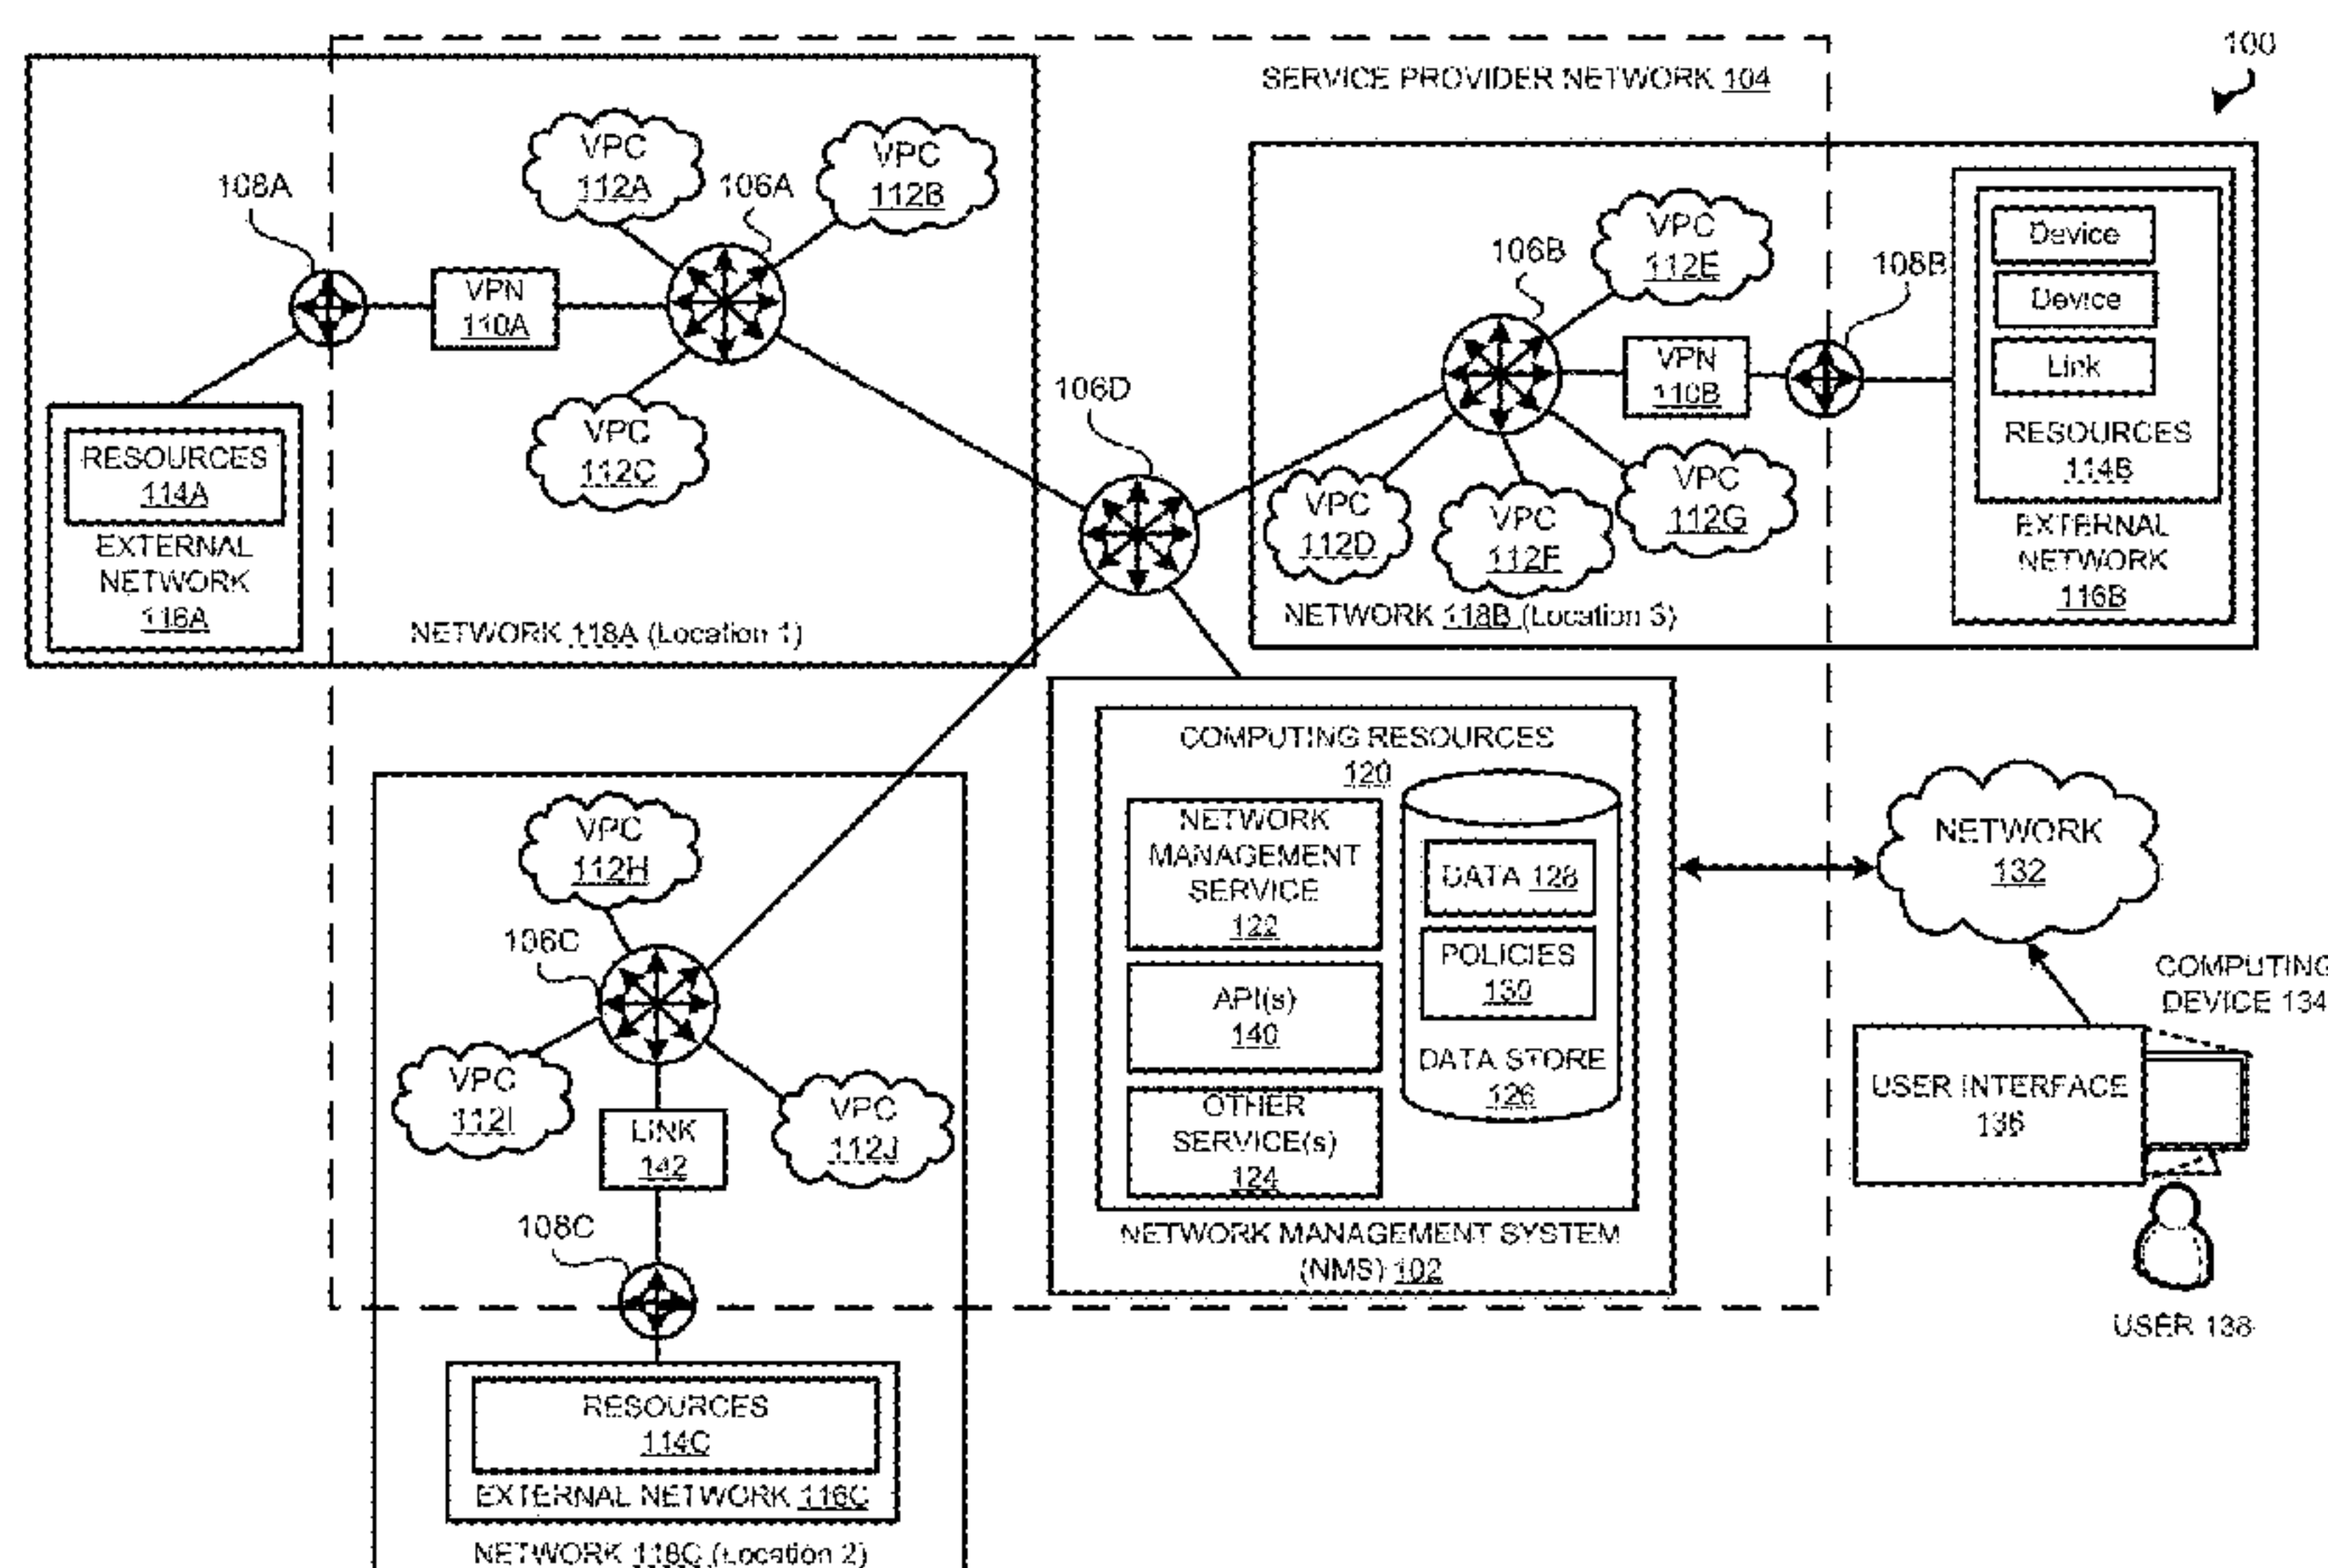 100
SERVICE PROVIDER NETWORK 104
VPC
112A
106A
VPC
112B
108A
VPN
110A
VPC
112C
RESOURCES
114A
EXTERNAL
NETWORK
116A
NETWORK 118A (Location 1)
106D
106B
VPC
112E
108B
VPN
110B
VPC
112D
VPC
112F
VPC
112G
Device
Device
Link
RESOURCES
114B
EXTERNAL
NETWORK
116B
NETWORK 118B (Location 3)
COMPUTING RESOURCES
120
NETWORK
MANAGEMENT
SERVICE
122
API(s)
140
OTHER
SERVICE(s)
124
DATA 128
POLICIES
130
DATA STORE
126
NETWORK MANAGEMENT SYSTEM
(NMS) 102
NETWORK
132
COMPUTING
DEVICE 134
USER INTERFACE
136
USER 138
VPC
112H
106C
VPC
112I
LINK
142
VPC
112J
108C
RESOURCES
114C
EXTERNAL NETWORK 116C
NETWORK 118C (Location 2)